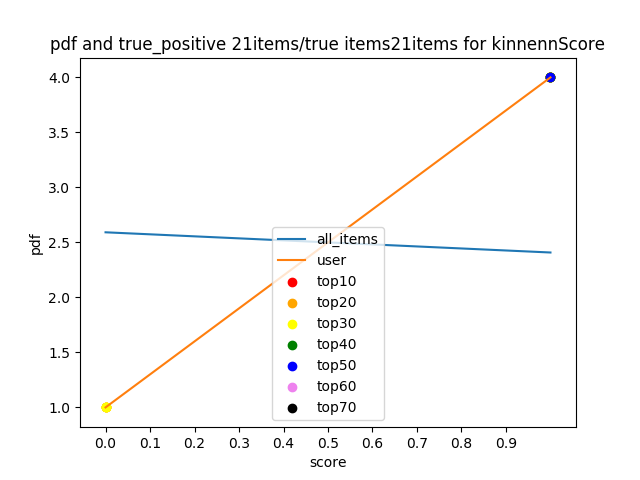 pdf and true_positive 21items/true items21items for kinnennScore
pdf
4.0
3.5
3.0
2.5
2.0
1.5
1.0
all_items
user
top10
top20
top30
top40
top50
top60
top70
0.0 0.1 0.2 0.3 0.4 0.5 0.6 0.7 0.8 0.9
score